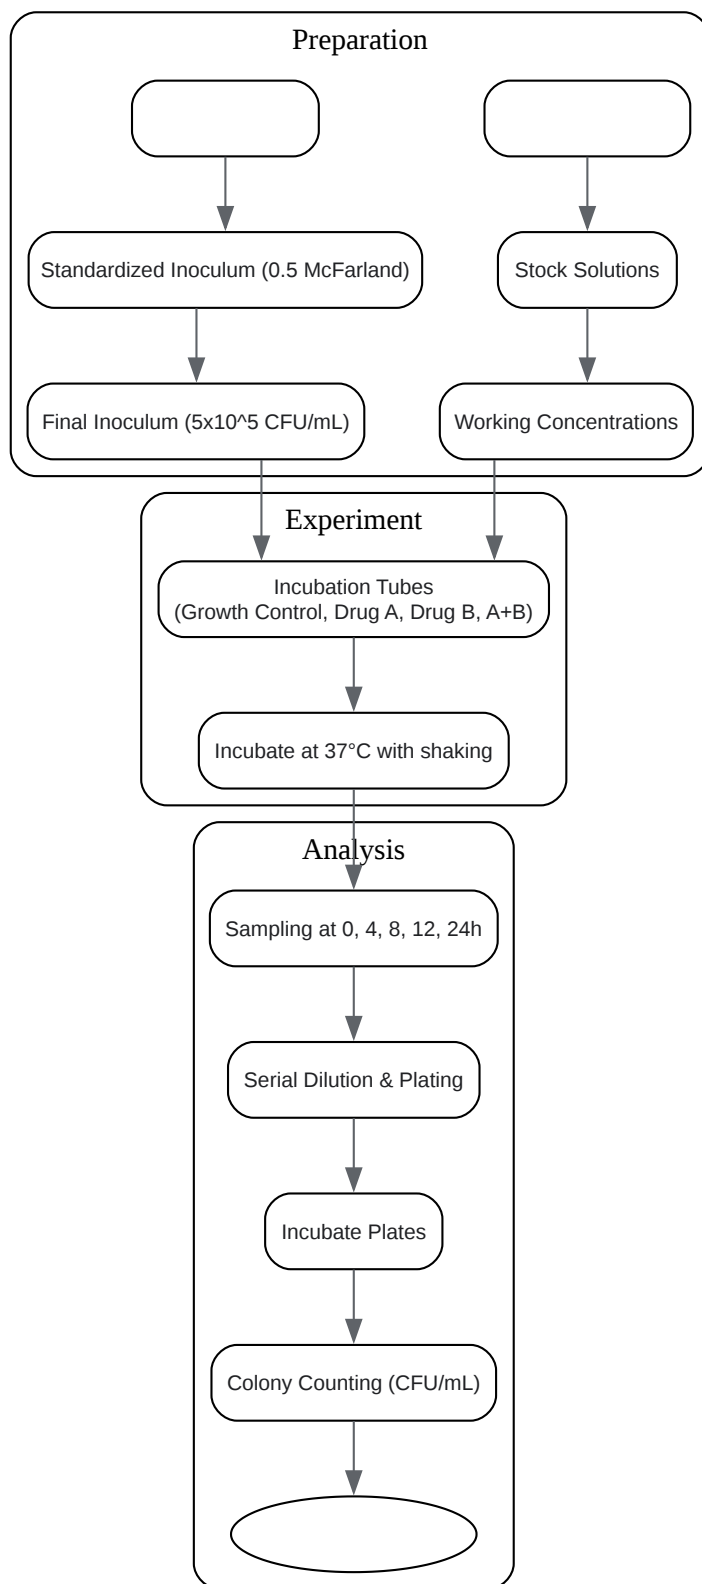 Preparation
Standardized Inoculum (0.5 McFarland)
Stock Solutions
Final Inoculum (5x10^5 CFU/mL)
Working Concentrations
Experiment
Incubation Tubes
(Growth Control, Drug A, Drug B, A+B)
Incubate at 37°C with shaking
Analysis
Sampling at 0, 4, 8, 12, 24h
Serial Dilution & Plating
Incubate Plates
Colony Counting (CFU/mL)